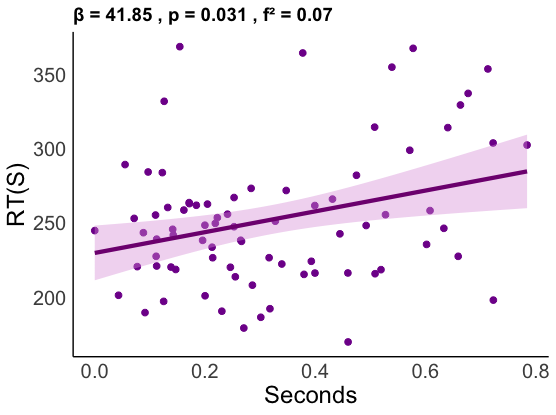 β = 41.85 , p = 0.031 , f² = 0.07
350
300
250
200
RT(S)
0.0 0.2 0.4 0.6 0.8
Seconds